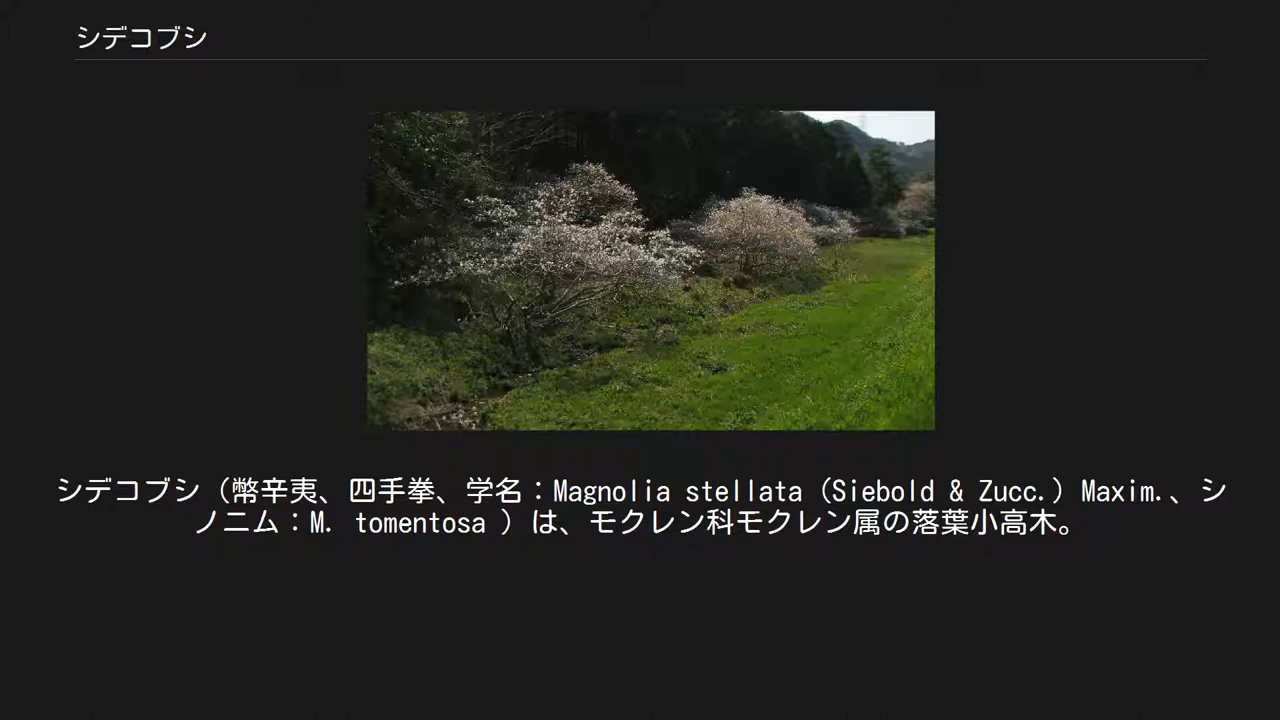 シデコブシ
シデコブシ（幣辛夷、四手拳、学名：Magnolia stellata（Siebold & Zucc.）Maxim.、シ
ノニム：M. tomentosa ）は、モクレン科モクレン属の落葉小高木。